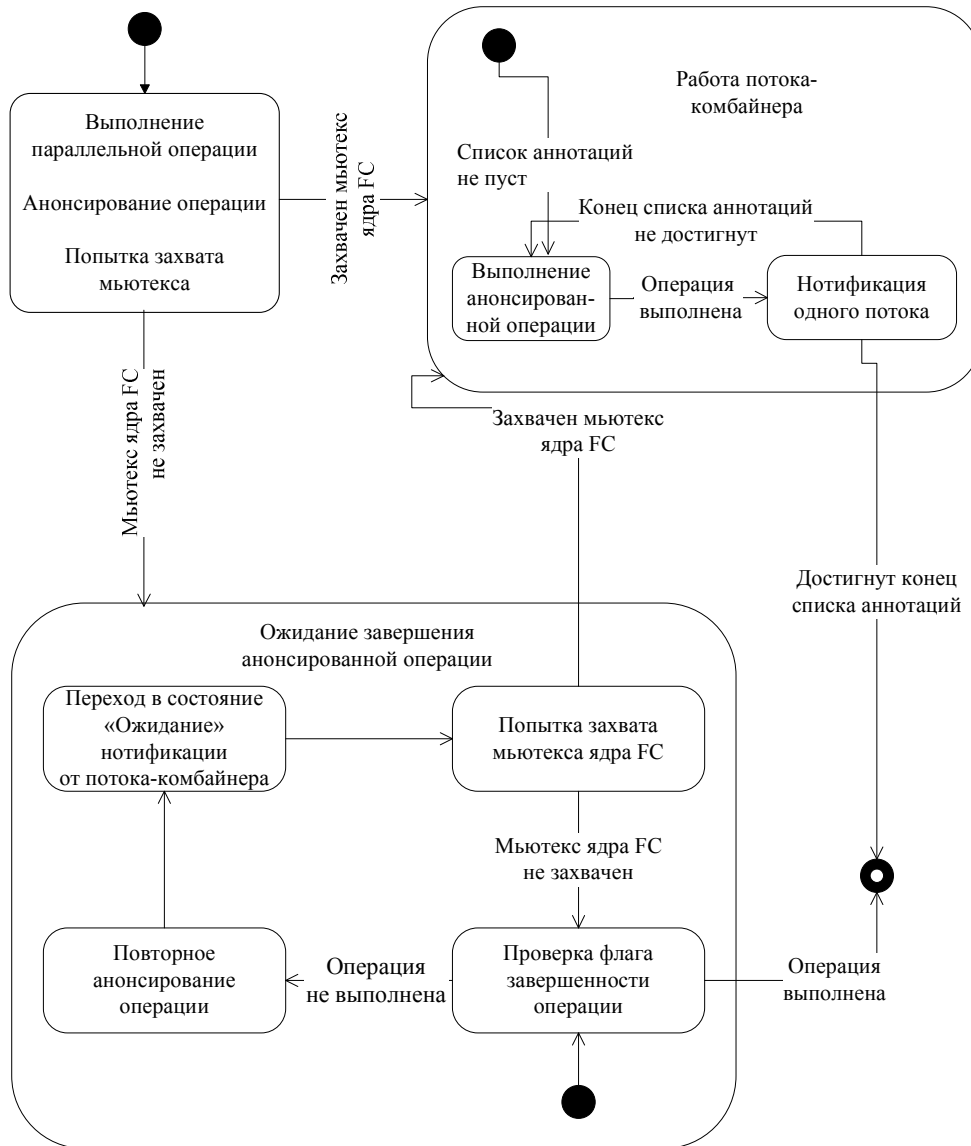 Выполнение
параллельной операции
Анонсирование операции
Попытка захвата
мьютекса
Захвачен мьютекс
ядра FC
Работа потока-
комбайнера
Список аннотаций
не пуст
Конец списка аннотаций
не достигнут
Выполнение
анонсирован-
ной операции
Операция
выполнена
Нотификация
одного потока
Мьютекс ядра FC
не захвачен
Захвачен мьютекс
ядра FC
Достигнут конец
списка аннотаций
Ожидание завершения
анонсированной операции
Переход в состояние
«Ожидание»
нотификации
от потока-комбайнера
Попытка захвата
мьютекса ядра FC
Мьютекс ядра FC
не захвачен
Повторное
анонсирование
операции
Операция
не выполнена
Проверка флага
завершенности
операции
Операция
выполнена